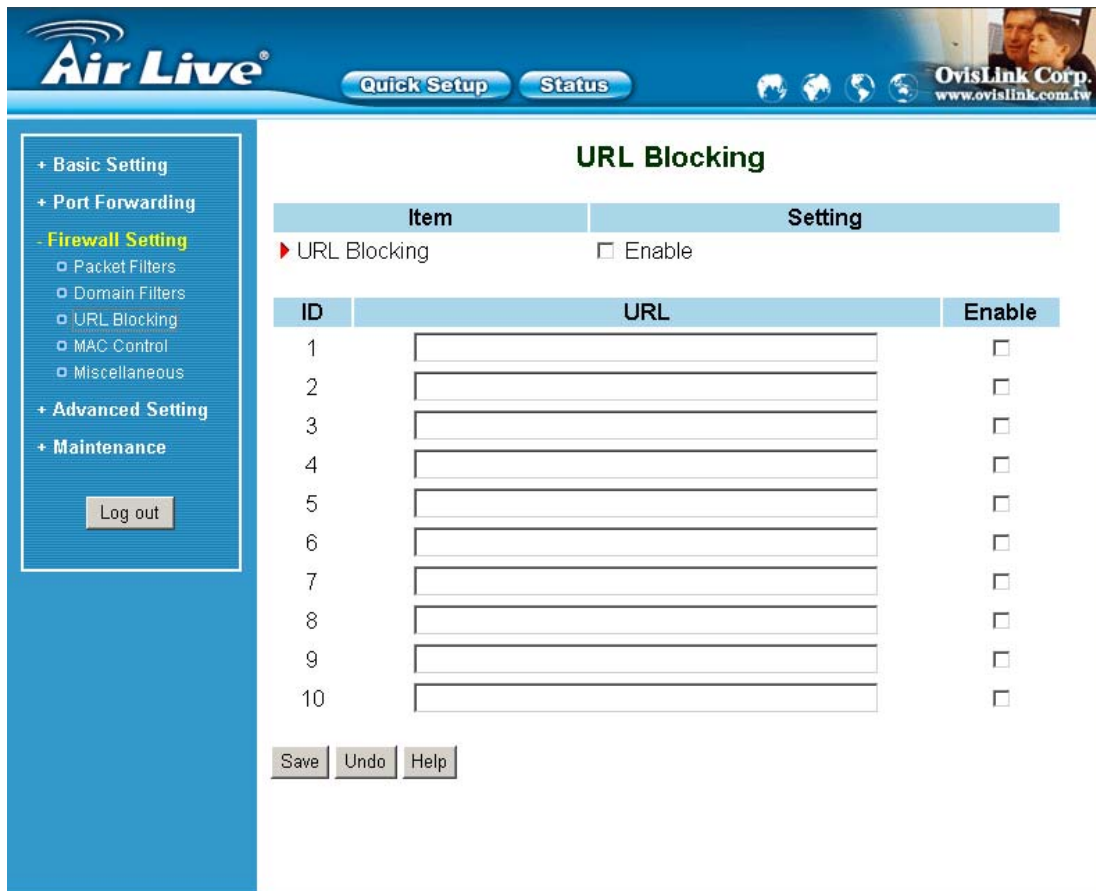 Air Live®
Quick Setup Status
OvisLink Corp.
www.ovislink.com.tw
+ Basic Setting
+ Port Forwarding
- Firewall Setting
Packet Filters
Domain Filters
URL Blocking
MAC Control
Miscellaneous
+ Advanced Setting
+ Maintenance
Log out
URL Blocking
Item Setting
URL Blocking Enable
ID URL Enable
1
2
3
4
5
6
7
8
9
10
Save Undo Help